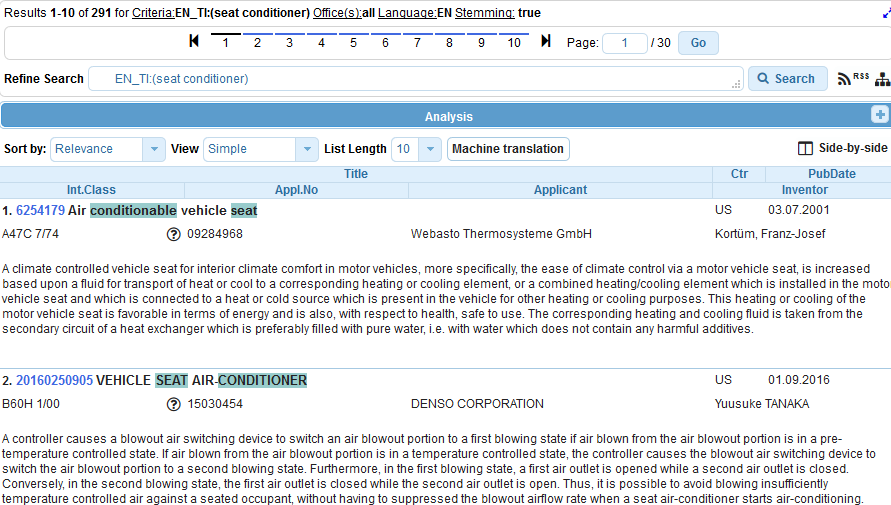 Results 1-10 of 291 for Criteria:EN_TI:(seat conditioner) Office(s):all Language:EN Stemming: true
1 2 3 4 5 6 7 8 9 10 Page: 1 / 30 Go
Refine Search EN_TI:(seat conditioner) Search RSS
Analysis
Sort by: Relevance View Simple List Length 10 Machine translation Side-by-side
Title Ctr PubDate
Int.Class Appl.No Applicant Inventor
1. 6254179 Air conditionable vehicle seat US 03.07.2001
A47C 7/74 ? 09284968 Webasto Thermosysteme GmbH Kortüm, Franz-Josef
A climate controlled vehicle seat for interior climate comfort in motor vehicles, more specifically, the ease of climate control via a motor vehicle seat, is increased
based upon a fluid for transport of heat or cool to a corresponding heating or cooling element, or a combined heating/cooling element which is installed in the moto
vehicle seat and which is connected to a heat or cold source which is present in the vehicle for other heating or cooling purposes. This heating or cooling of the
motor vehicle seat is favorable in terms of energy and is also, with respect to health, safe to use. The corresponding heating and cooling fluid is taken from the
secondary circuit of a heat exchanger which is preferably filled with pure water, i.e. with water which does not contain any harmful additives.
2. 20160250905 VEHICLE SEAT AIR-CONDITIONER US 01.09.2016
B60H 1/00 ? 15030454 DENSO CORPORATION Yuusuke TANAKA
A controller causes a blowout air switching device to switch an air blowout portion to a first blowing state if air blown from the air blowout portion is in a pre-
temperature controlled state. If air blown from the air blowout portion is in a temperature controlled state, the controller causes the blowout air switching device to
switch the air blowout portion to a second blowing state. Furthermore, in the first blowing state, a first air outlet is opened while a second air outlet is closed.
Conversely, in the second blowing state, the first air outlet is closed while the second air outlet is open. Thus, it is possible to avoid blowing insufficiently
temperature controlled air against a seated occupant, without having to suppressed the blowout airflow rate when a seat air-conditioner starts air-conditioning.